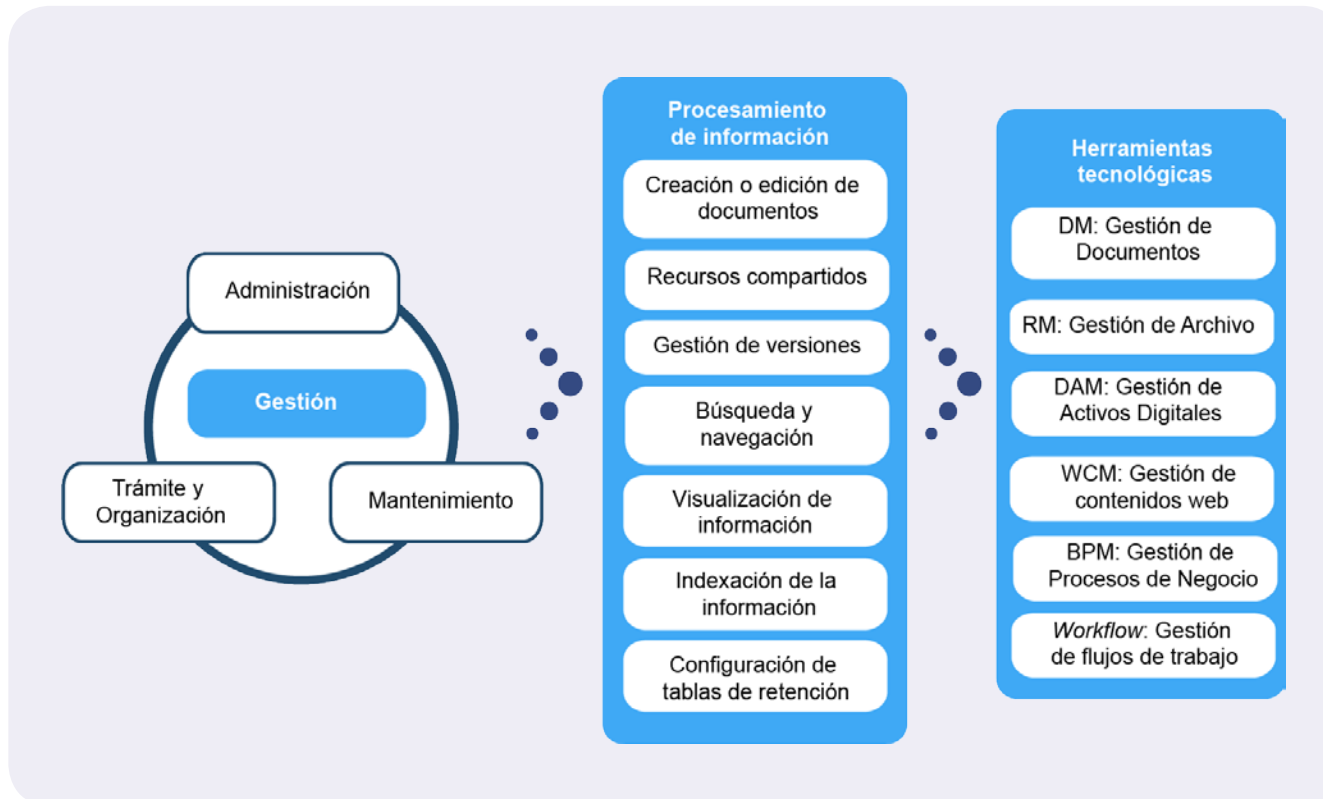 Administración
Gestión
Trámite y
Organización
Mantenimiento
Procesamiento
de información
Creación o edición de
documentos
Recursos compartidos
Gestión de versiones
Búsqueda y
navegación
Visualización de
información
Indexación de la
información
Configuración de
tablas de retención
Herramientas
tecnológicas
DM: Gestión de
Documentos
RM: Gestión de Archivo
DAM: Gestión de
Activos Digitales
WCM: Gestión de
contenidos web
BPM: Gestión de
Procesos de Negocio
Workflow: Gestión
de flujos de trabajo